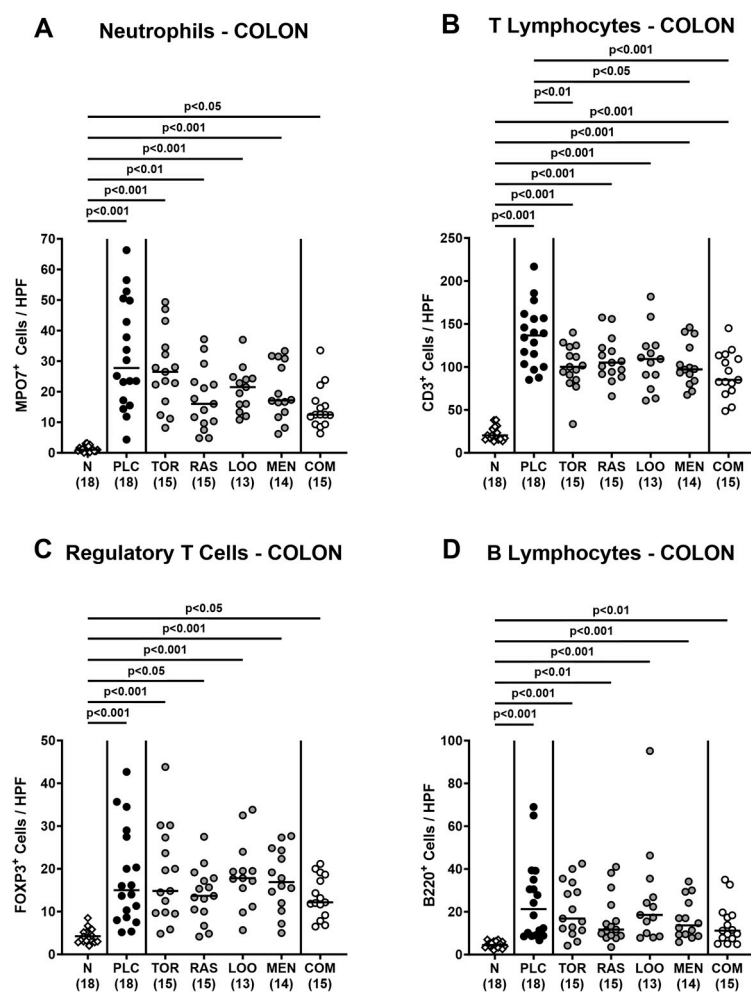 A Neutrophils - COLON
p<0.05
p<0.001
p<0.001
p<0.01
p<0.001
p<0.001
MPO7+ Cells / HPF
70
60
50
40
30
20
10
0
N PLC TOR RAS LOO MEN COM
(18) (18) (15) (15) (13) (14) (15)
B T Lymphocytes - COLON
p<0.001
p<0.05
p<0.01
p<0.001
p<0.001
p<0.001
p<0.001
p<0.001
p<0.001
CD3+ Cells / HPF
250
200
150
100
50
0
N PLC TOR RAS LOO MEN COM
(18) (18) (15) (15) (13) (14) (15)
C Regulatory T Cells - COLON
p<0.05
p<0.001
p<0.001
p<0.05
p<0.001
p<0.001
FOXP3+ Cells / HPF
50
40
30
20
10
0
N PLC TOR RAS LOO MEN COM
(18) (18) (15) (15) (13) (14) (15)
D B Lymphocytes - COLON
p<0.01
p<0.001
p<0.001
p<0.01
p<0.001
p<0.001
B220+ Cells / HPF
100
80
60
40
20
0
N PLC TOR RAS LOO MEN COM
(18) (18) (15) (15) (13) (14) (15)